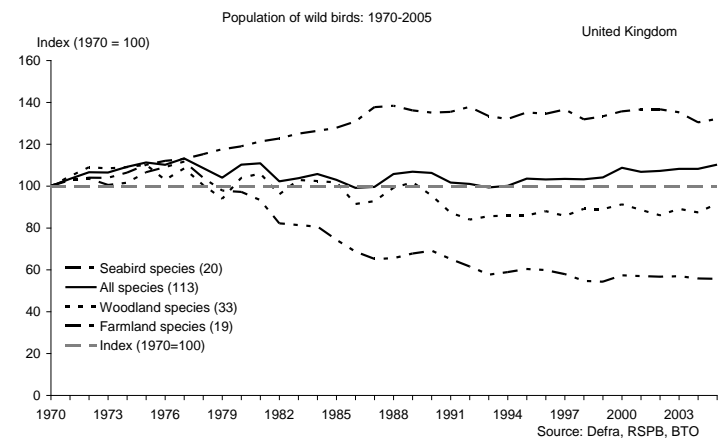 Population of wild birds: 1970-2005
United Kingdom
Index (1970 = 100)
160
140
120
100
80
60
40
20
0
Seabird species (20)
All species (113)
Woodland species (33)
Farmland species (19)
Index (1970=100)
1970 1973 1976 1979 1982 1985 1988 1991 1994 1997 2000 2003
Source: Defra, RSPB, BTO